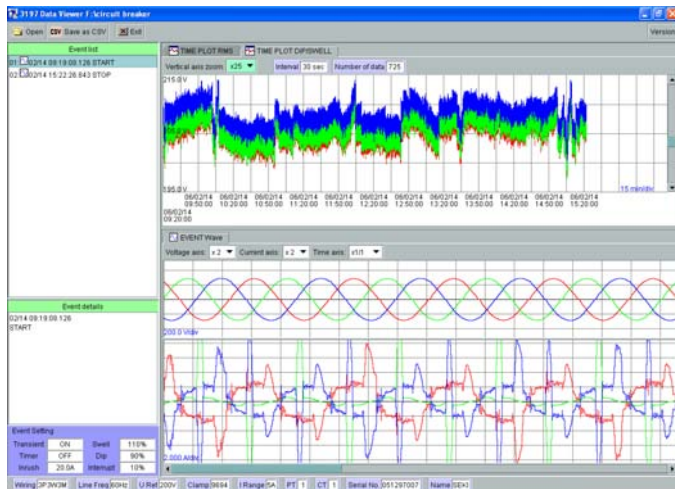 3197 Data Viewer F:\circuit breaker
Open CSV Save as CSV Exit Version
Event list
01: 02/14 09:19:08.126 START
02: 02/14 15:22:26.843 STOP
TIME PLOT RMS TIME PLOT DIP/SWELL
Vertical axis zoom: x25 Interval 30 sec Number of data 725
215.0 V
195.0 V
15 min/div
06/02/14 06/02/14 06/02/14 06/02/14 06/02/14 06/02/14 06/02/14 06/02/14 06/02/14 06/02/14 06/02/14 06/02/14
09:50:00 10:20:00 10:50:00 11:20:00 11:50:00 12:20:00 12:50:00 13:20:00 13:50:00 14:20:00 14:50:00 15:20:00
06/02/14
09:20:00
EVENT Wave
Voltage axis: x 2 Current axis: x 2 Time axis: x1/1
200.0 V/div
2.000 A/div
Event details
02/14 09:19:08.126
START
Event Setting
Transient ON Swell 110%
Timer OFF Dip 90%
Inrush 20.0A Interrupt 10%
Wiring 3P3W3M Line Freq 60Hz U Ref 200V Clamp 9694 I Range 5A PT 1 CT 1 Serial No. 051297007 Name SEKI